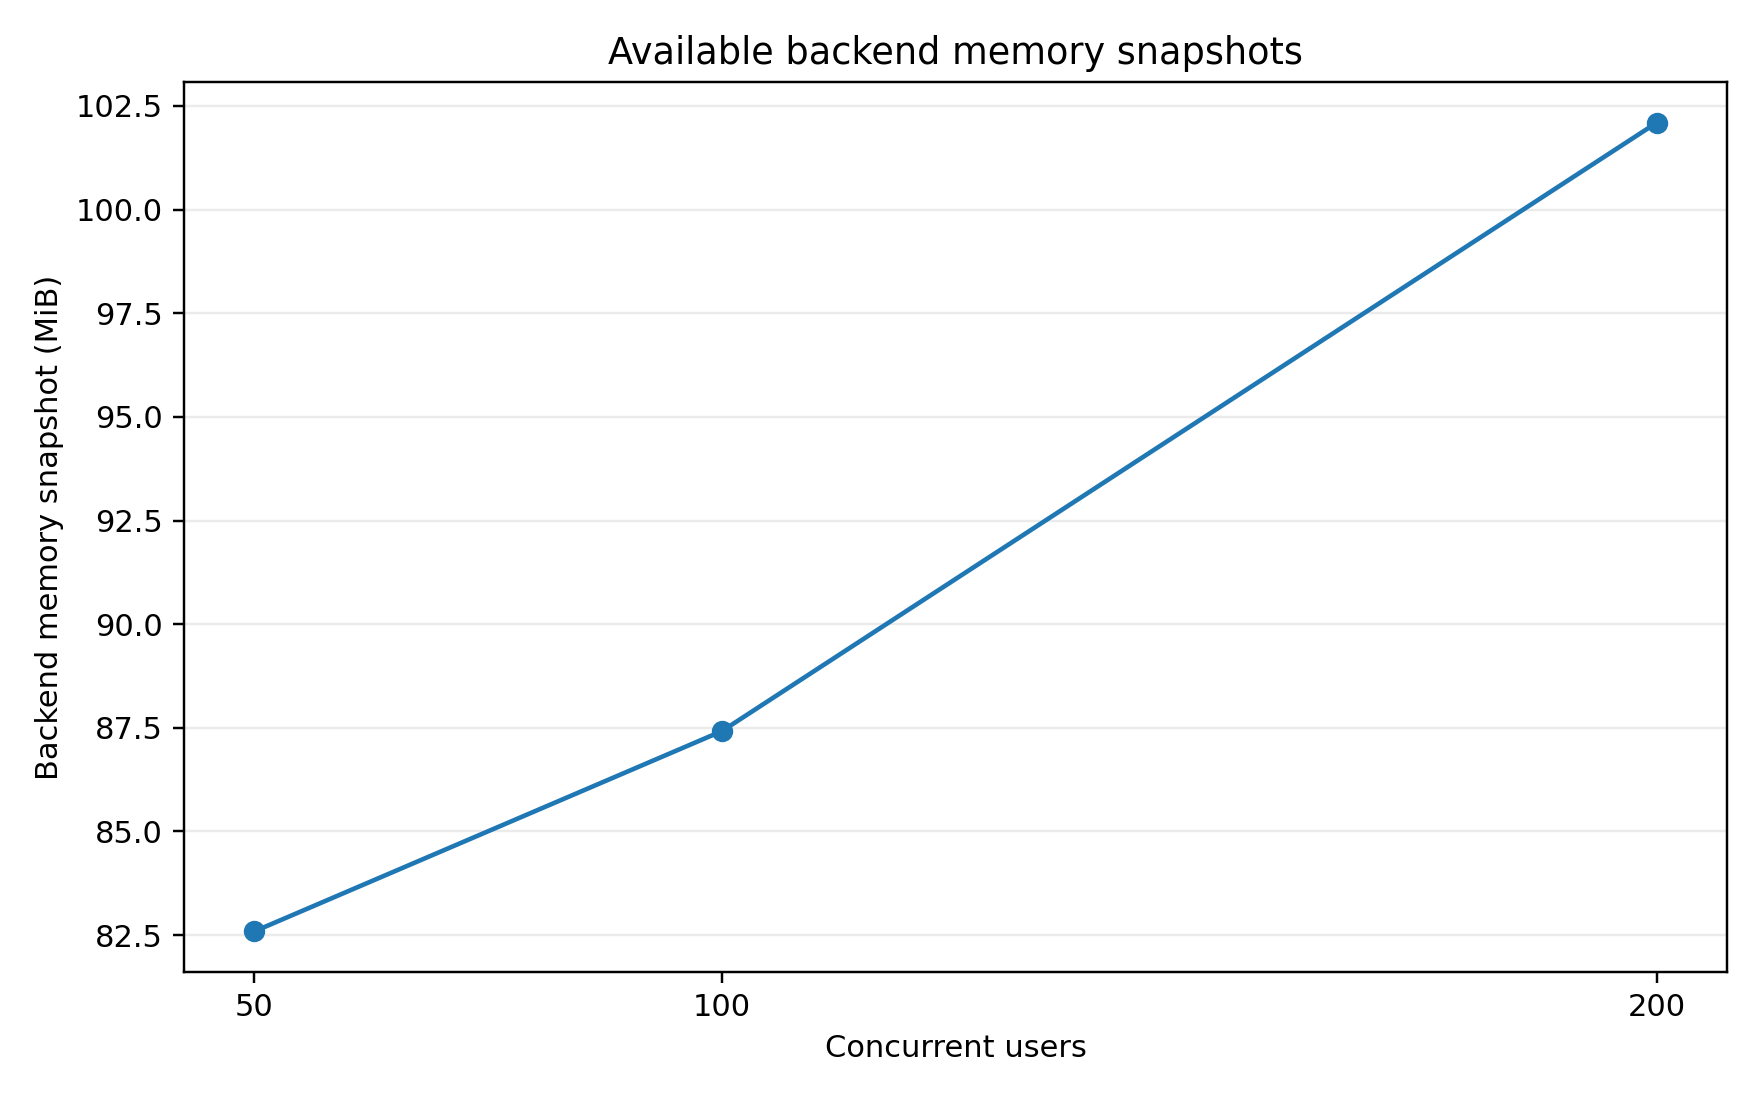 Available backend memory snapshots
Backend memory snapshot (MiB)
102.5
100.0
97.5
95.0
92.5
90.0
87.5
85.0
82.5
50 100 200
Concurrent users